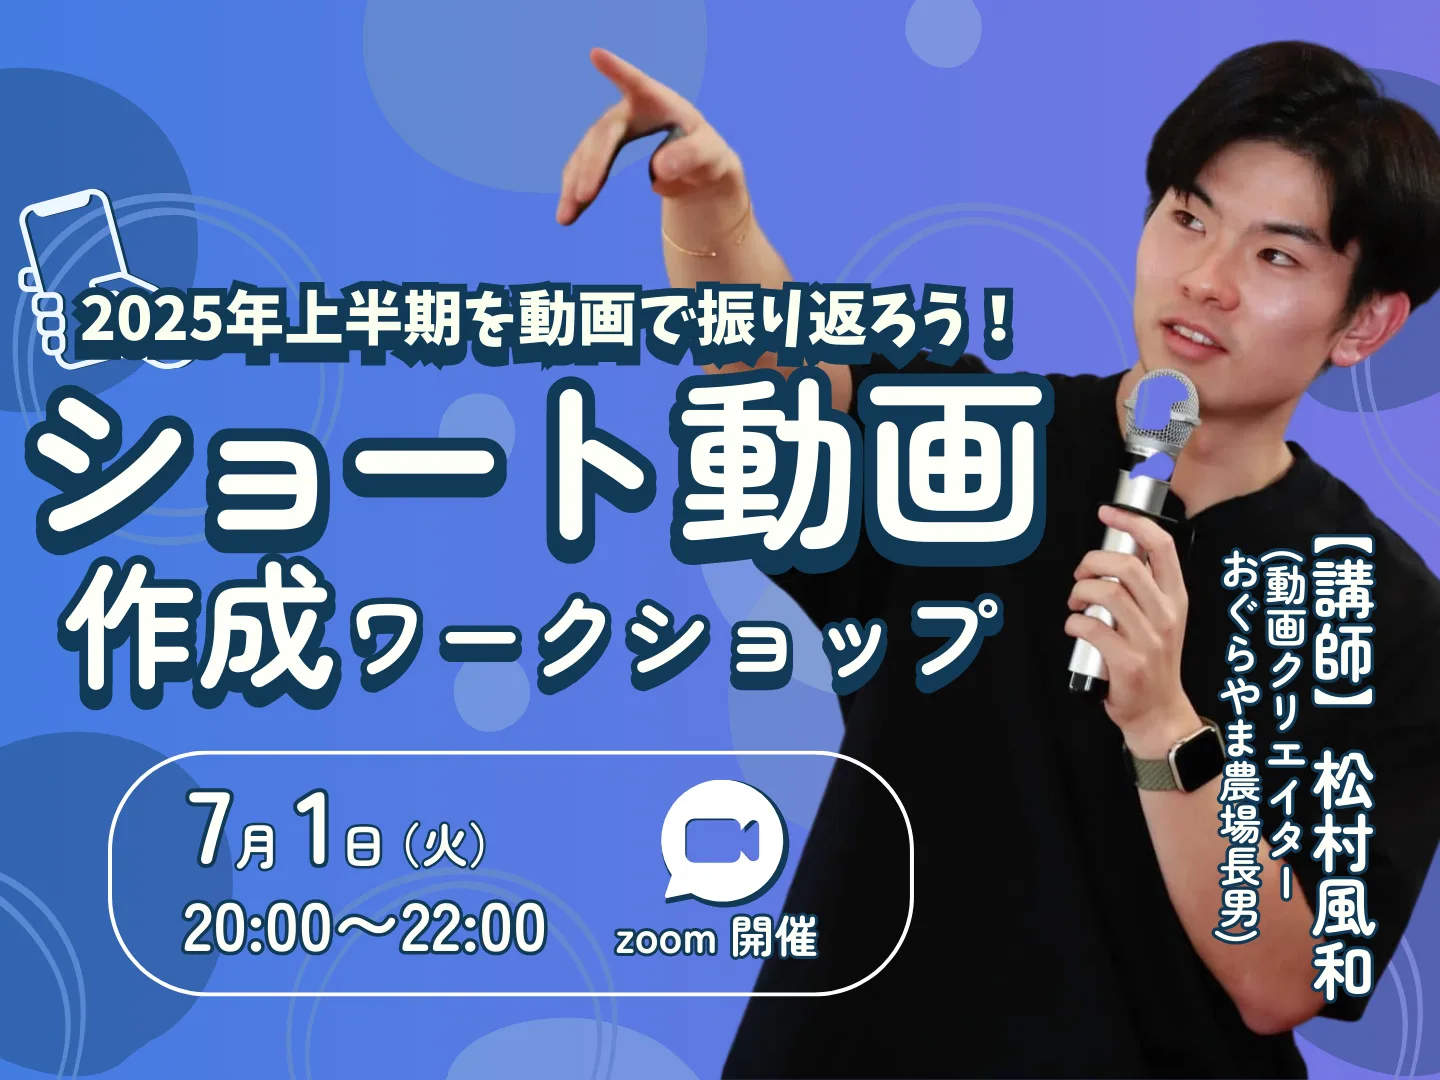 2025年上半期を動画で振り返ろう！
ショート動画
作成ワークショップ
7月1日（火）
20:00〜22:00
zoom 開催
【講師】 松村風和
（動画クリエイター
おぐらやま農場長男）